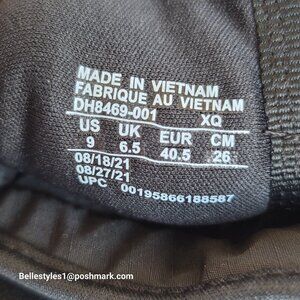 MADE IN VIETNAM
FABRIQUE AU VIETNAM
DH8469-001 XQ
US UK EUR CM
9 6.5 40.5 26
08/18/21
08/27/21
UPC 00195866188587
Bellestyles1@poshmark.com